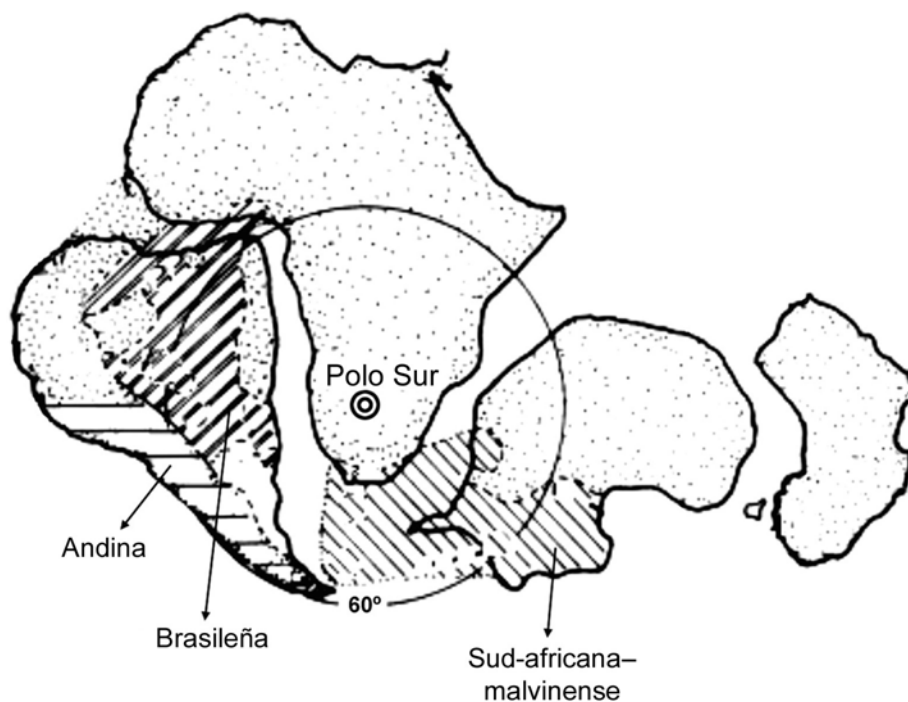 Polo Sur
Andina
60º
Brasileña
Sud-africana–
malvinense